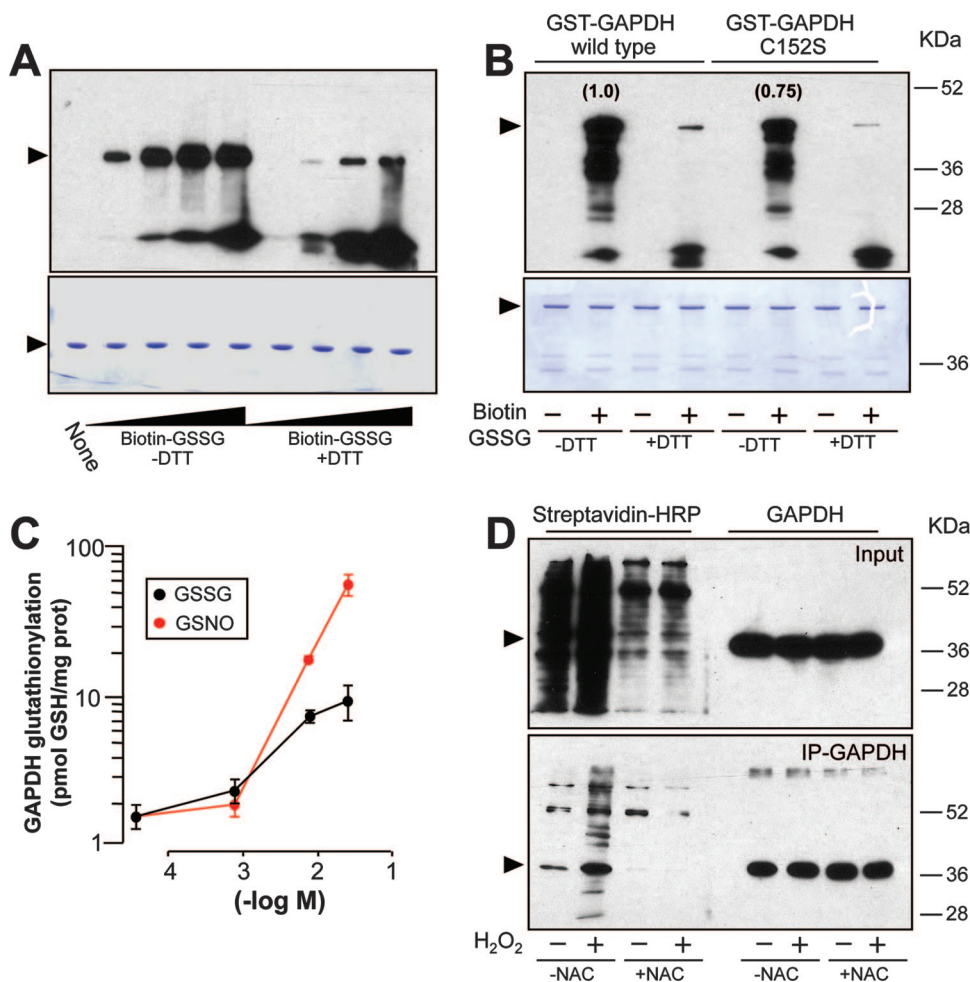 A
None
Biotin-GSSG
-DTT
Biotin-GSSG
+DTT
B
GST-GAPDH
wild type
GST-GAPDH
C152S
KDa
(1.0)
(0.75)
52
36
28
36
Biotin
GSSG
− + − + − + − +
-DTT +DTT -DTT +DTT
C
GAPDH glutathionylation
(pmol GSH/mg prot)
100
10
1
GSSG
GSNO
4 3 2 1
(-log M)
D
Streptavidin-HRP GAPDH KDa
Input
52
36
28
IP-GAPDH
52
36
28
H₂O₂ − + − + − + − +
-NAC +NAC -NAC +NAC